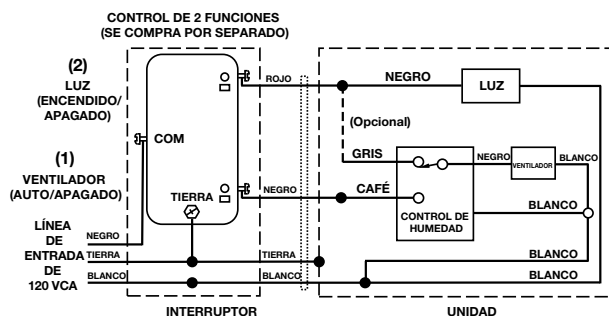 CONTROL DE 2 FUNCIONES
(SE COMPRA POR SEPARADO)
(2)
LUZ
(ENCENDIDO/
APAGADO)
COM
(1)
VENTILADOR
(AUTO/APAGADO)
TIERRA
LÍNEA
DE
ENTRADA
DE
120 VCA
NEGRO
TIERRA
BLANCO
ROJO
NEGRO
TIERRA
BLANCO
INTERRUPTOR
NEGRO
LUZ
(Opcional)
GRIS
NEGRO
VENTILADOR
BLANCO
CAFÉ
CONTROL DE
HUMEDAD
BLANCO
BLANCO
BLANCO
UNIDAD